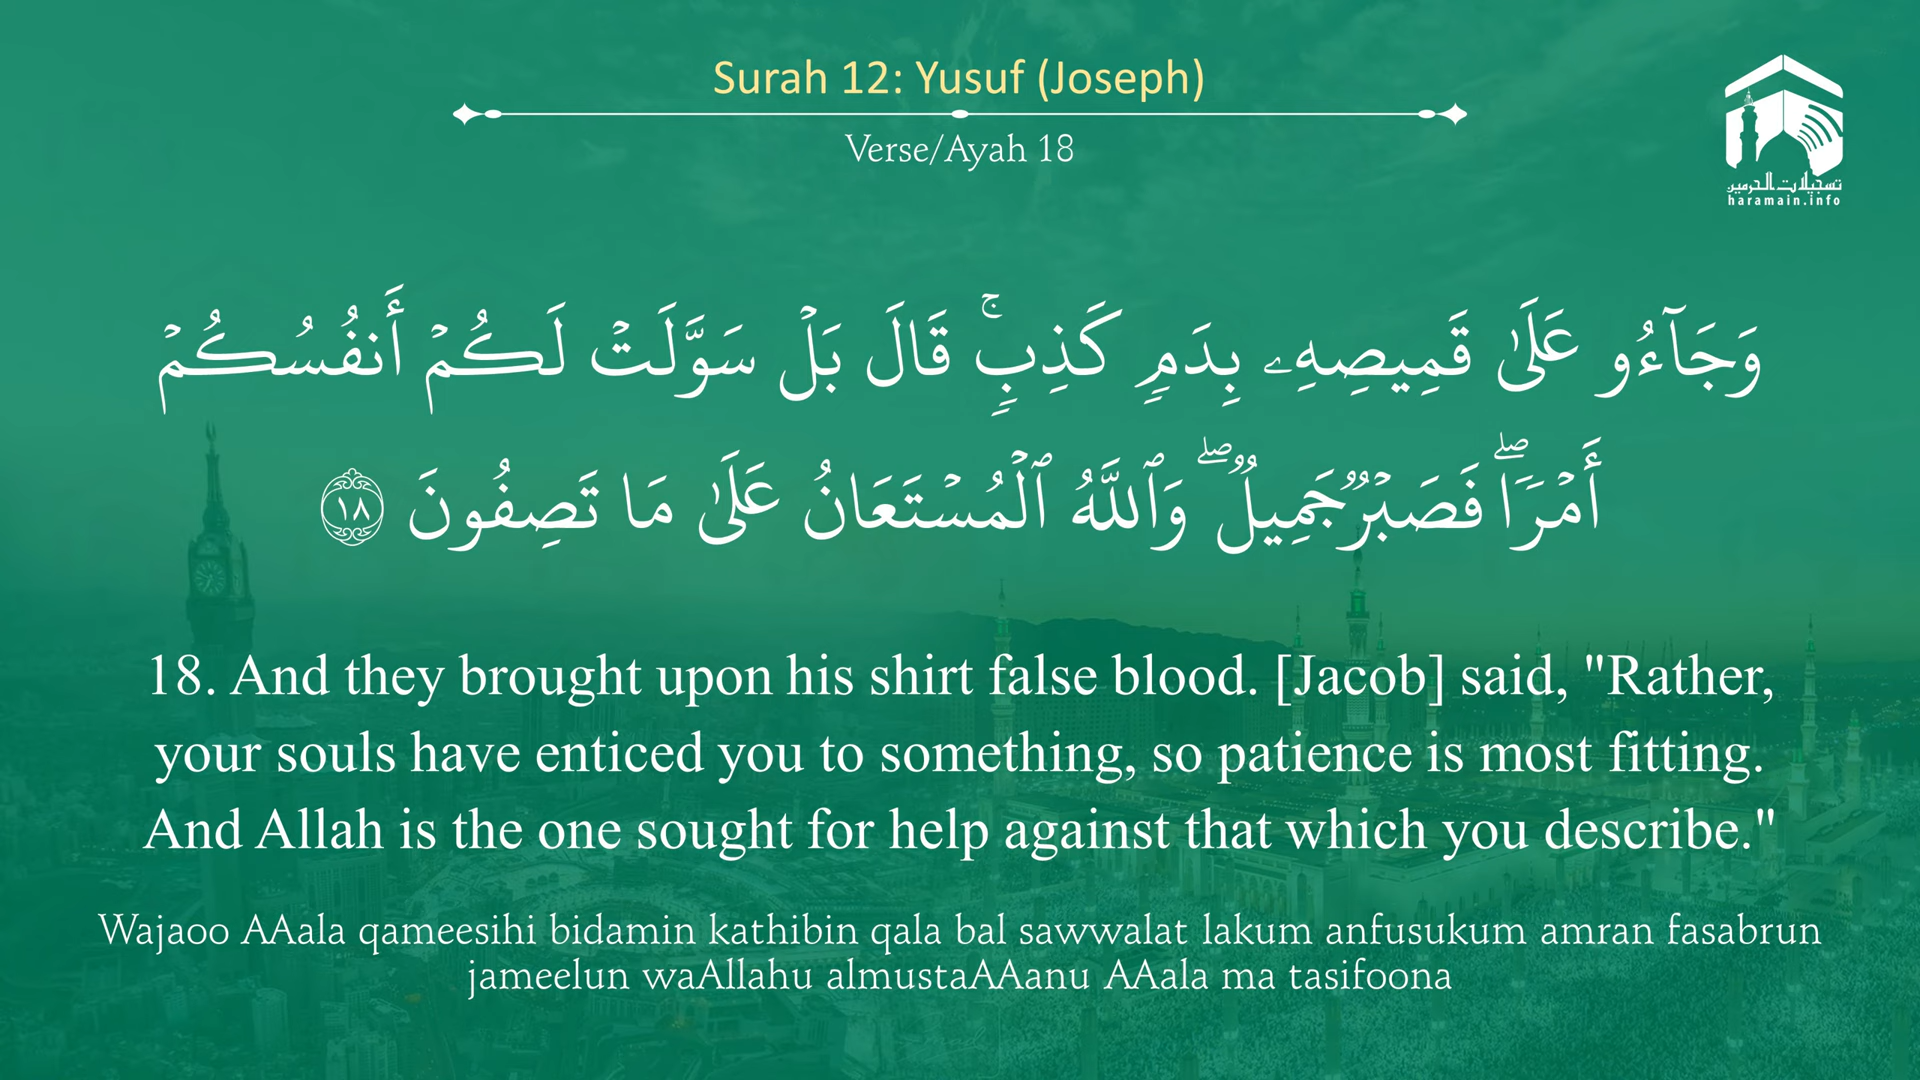 Surah 12: Yusuf (Joseph)
Verse/Ayah 18
تسجيلات الحرمين
haramain.info
وَجَآءُو عَلَىٰ قَمِيصِهِۦ بِدَمٖ كَذِبٖۚ قَالَ بَلۡ سَوَّلَتۡ لَكُمۡ أَنفُسُكُمۡ
أَمۡرٗاۖ فَصَبۡرٞ جَمِيلٞۖ وَٱللَّهُ ٱلۡمُسۡتَعَانُ عَلَىٰ مَا تَصِفُونَ ١٨
18. And they brought upon his shirt false blood. [Jacob] said, "Rather,
your souls have enticed you to something, so patience is most fitting.
And Allah is the one sought for help against that which you describe."
Wajaoo AAala qameesihi bidamin kathibin qala bal sawwalat lakum anfusukum amran fasabrun
jameelun waAllahu almustaAAanu AAala ma tasifoona